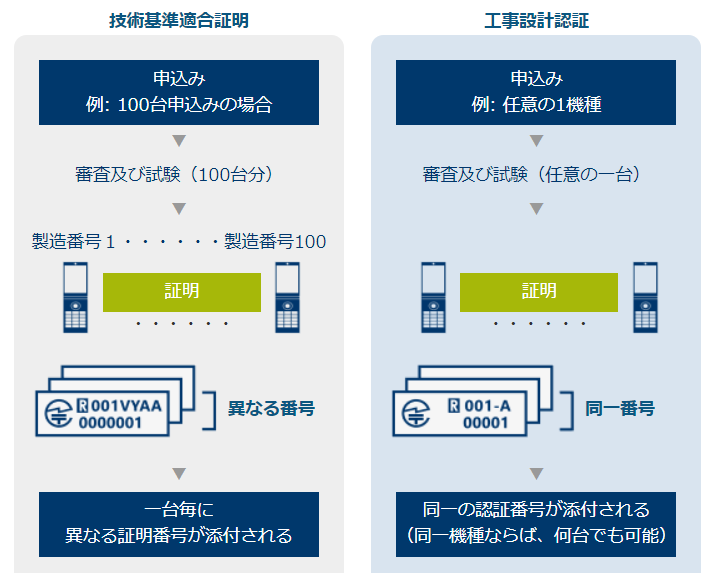 技術基準適合証明
申込み
例: 100台申込みの場合
審査及び試験（100台分）
製造番号１・・・・・・製造番号100
証明
・・・・・・
R001VYAA
0000001
異なる番号
一台毎に
異なる証明番号が添付される
工事設計認証
申込み
例: 任意の1機種
審査及び試験（任意の一台）
証明
・・・・・・
R 001-A
00001
同一番号
同一の認証番号が添付される
（同一機種ならば、何台でも可能）